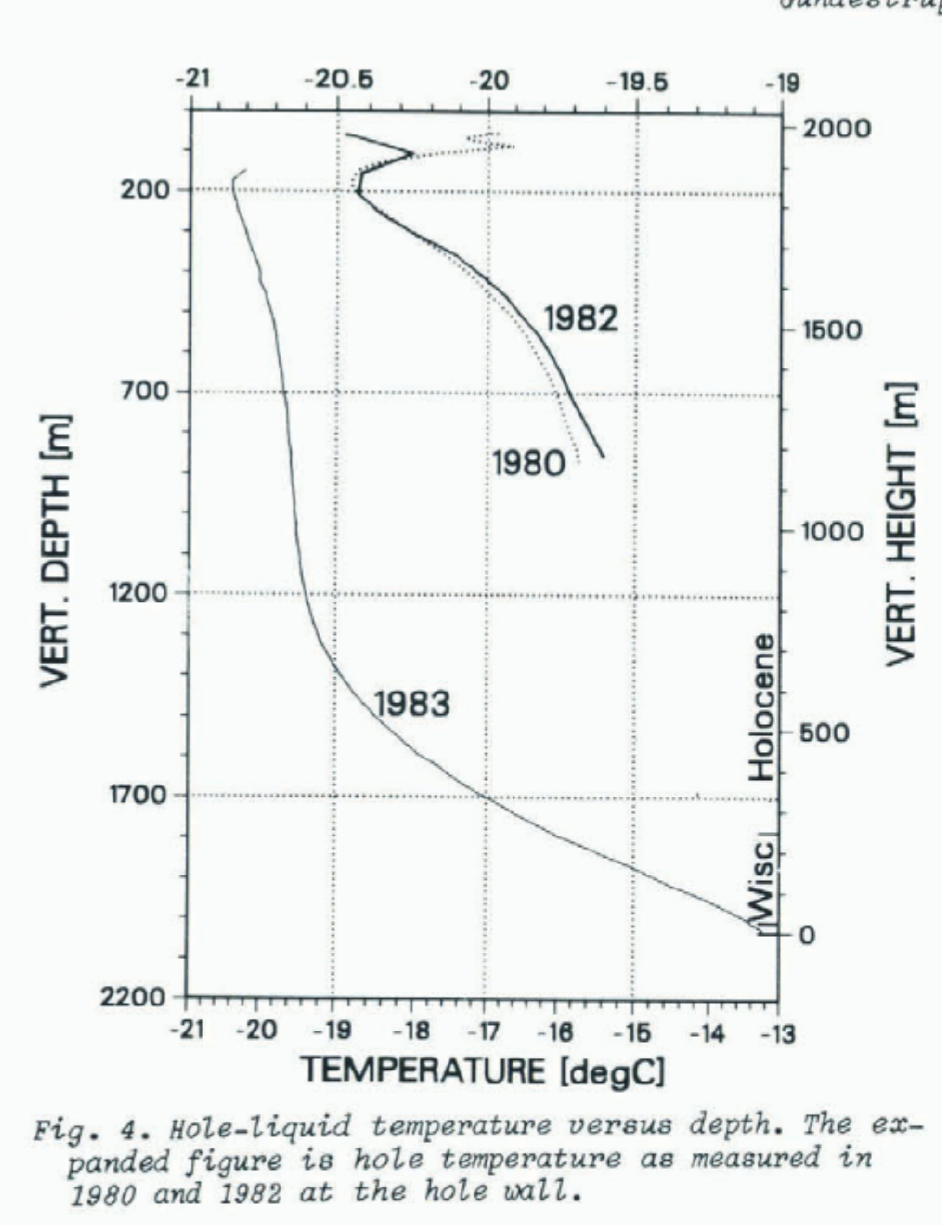 -21 -20.5 -20 -19.5 -19
2000
200
1982
1500
700
1980
VERT. DEPTH [m]
VERT. HEIGHT [m]
1000
1200
Holocene
1983
500
1700
Wisc
0
2200
-21 -20 -19 -18 -17 -16 -15 -14 -13
TEMPERATURE [degC]
Fig. 4. Hole-liquid temperature versus depth. The ex-
panded figure is hole temperature as measured in
1980 and 1982 at the hole wall.